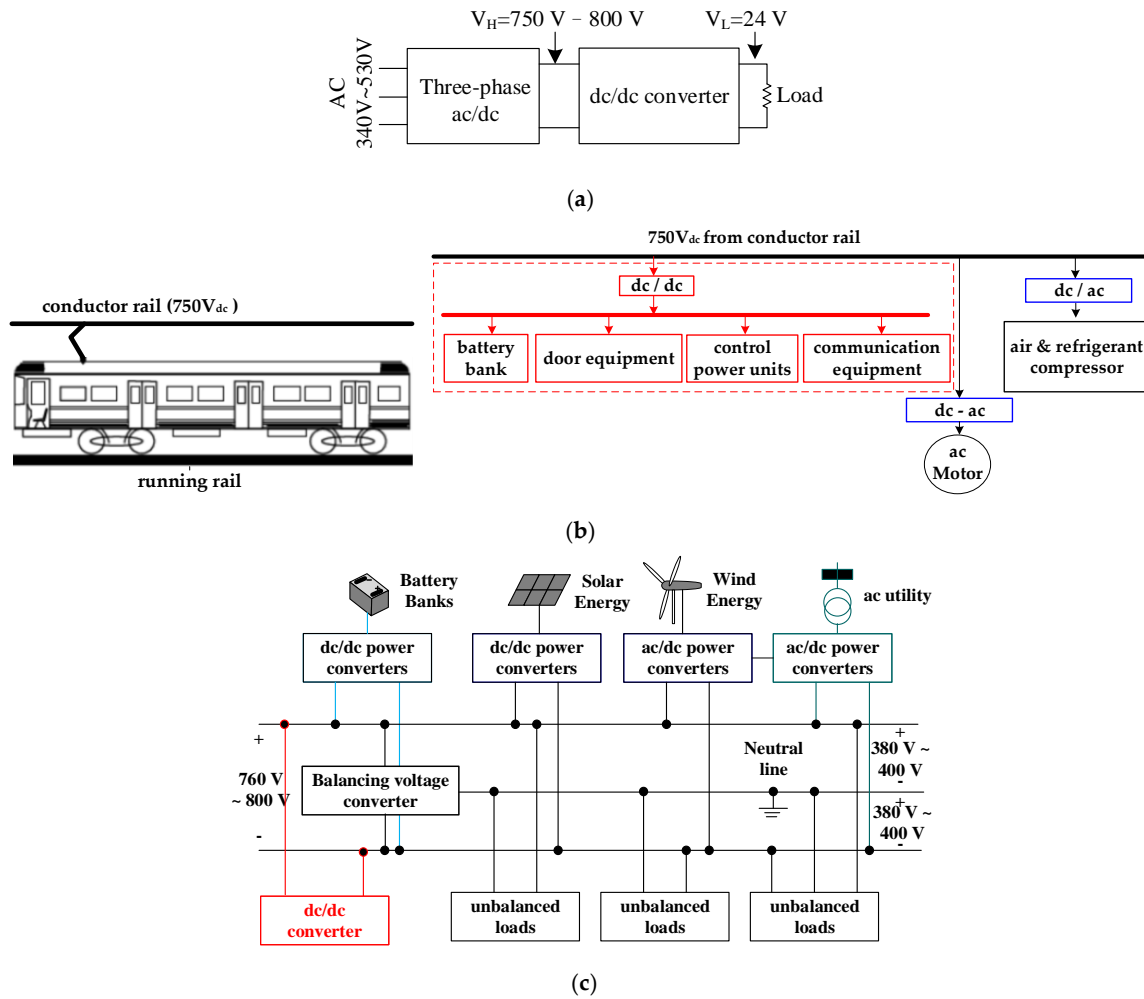 V_H=750 V – 800 V
V_L=24 V
AC
340V~530V
Three-phase
ac/dc
dc/dc converter
Load
(a)
750Vdc from conductor rail
conductor rail (750Vdc )
running rail
dc / dc
battery
bank
door equipment
control
power units
communication
equipment
dc / ac
air & refrigerant
compressor
dc - ac
ac
Motor
(b)
Battery
Banks
Solar
Energy
Wind
Energy
ac utility
dc/dc power
converters
dc/dc power
converters
ac/dc power
converters
ac/dc power
converters
+
760 V
~ 800 V
-
Balancing voltage
converter
Neutral
line
+
380 V ~
400 V
-
+
380 V ~
400 V
-
dc/dc
converter
unbalanced
loads
unbalanced
loads
unbalanced
loads
(c)